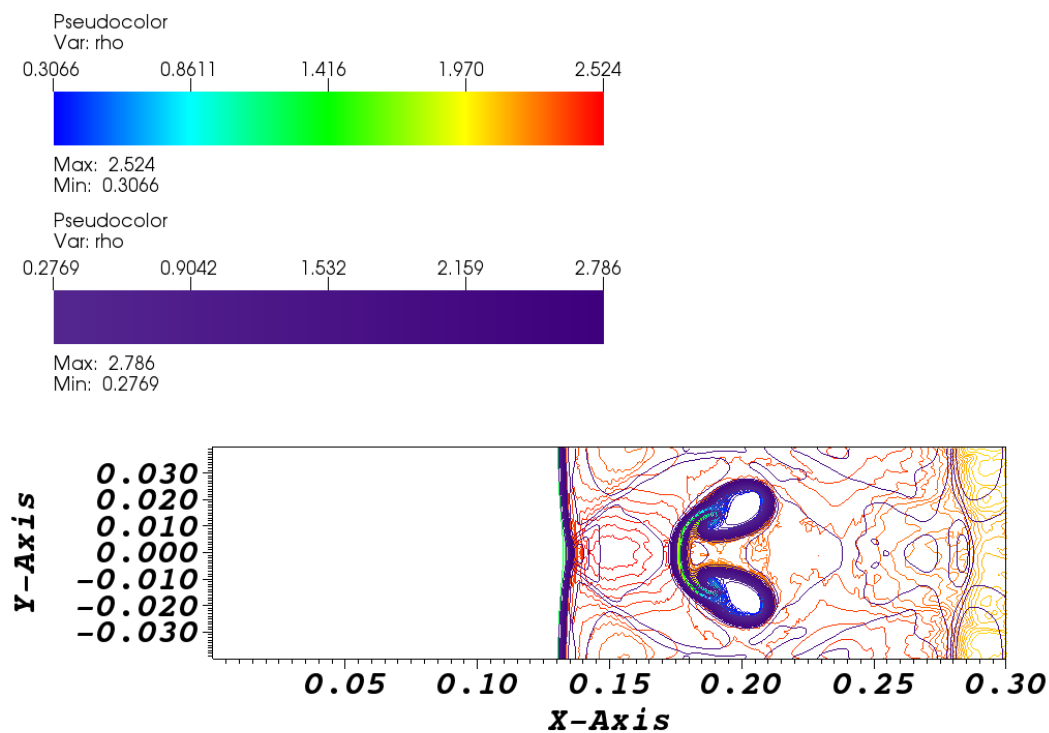 Pseudocolor
Var: rho
0.3066 0.8611 1.416 1.970 2.524
Max: 2.524
Min: 0.3066
Pseudocolor
Var: rho
0.2769 0.9042 1.532 2.159 2.786
Max: 2.786
Min: 0.2769
Y-Axis
0.030
0.020
0.010
0.000
-0.010
-0.020
-0.030
0.05 0.10 0.15 0.20 0.25 0.30
X-Axis